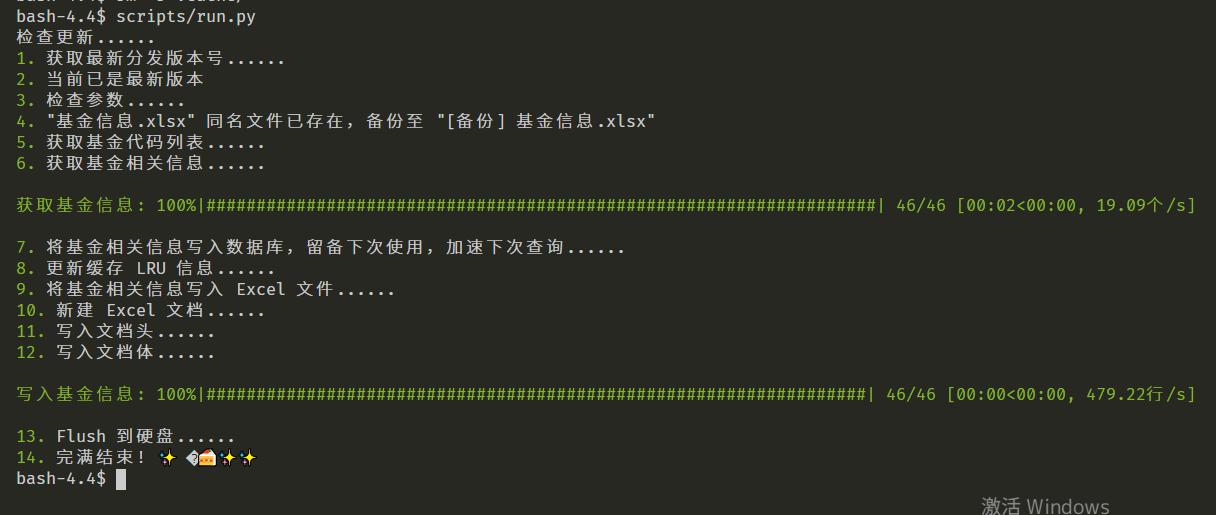 bash-4.4$ scripts/run.py
检查更新......
1. 获取最新分发版本号......
2. 当前已是最新版本
3. 检查参数......
4. "基金信息.xlsx" 同名文件已存在，备份至 "[备份] 基金信息.xlsx"
5. 获取基金代码列表......
6. 获取基金相关信息......
获取基金信息: 100%|###################################################################| 46/46 [00:02<00:00, 19.09个/s]
7. 将基金相关信息写入数据库，留备下次使用，加速下次查询......
8. 更新缓存 LRU 信息......
9. 将基金相关信息写入 Excel 文件......
10. 新建 Excel 文档......
11. 写入文档头......
12. 写入文档体......
写入基金信息: 100%|##################################################################| 46/46 [00:00<00:00, 479.22行/s]
13. Flush 到硬盘......
14. 完满结束！✨ �🍰✨✨
bash-4.4$
激活 Windows